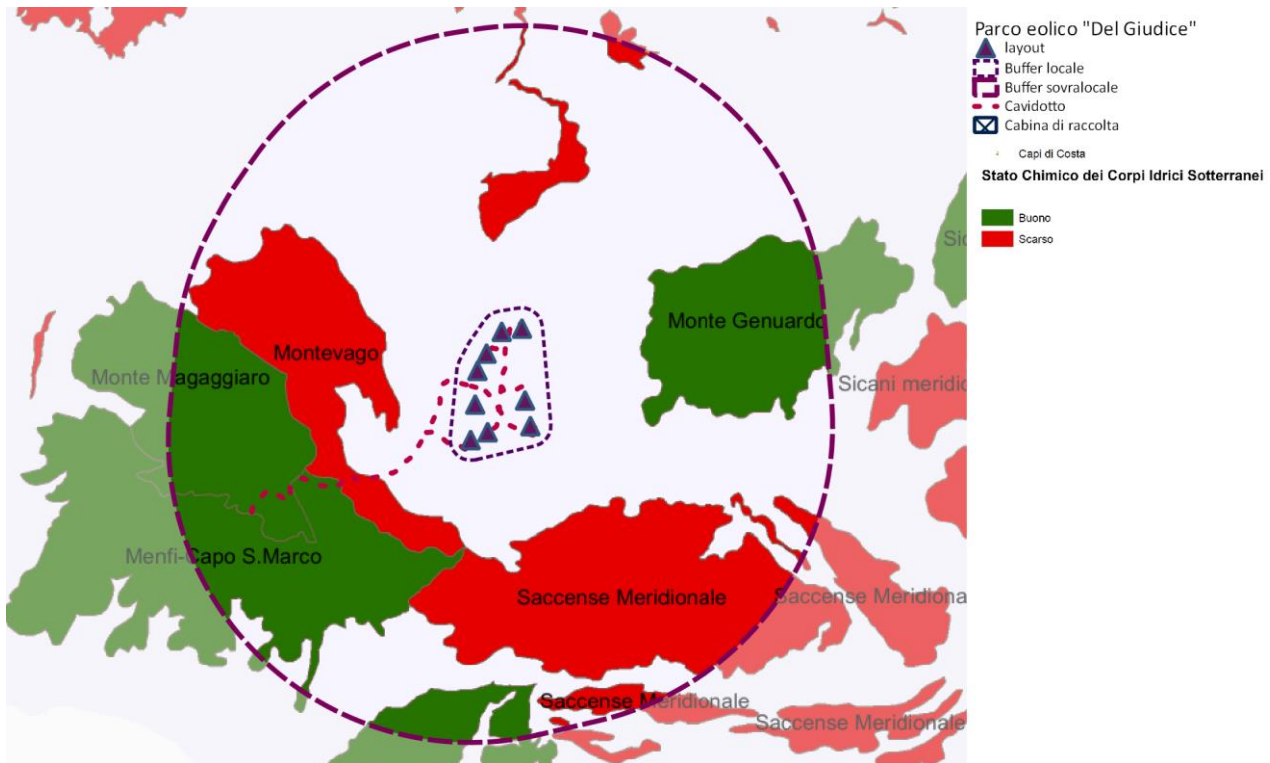 Parco eolico "Del Giudice"
layout
Buffer locale
Buffer sovralocale
Cavidotto
Cabina di raccolta
Capi di Costa
Stato Chimico dei Corpi Idrici Sotterranei
Buono
Scarso
Monte Genuardo
Montevago
Monte Magaggiaro
Sicani meridio
Menfi-Capo S.Marco
Saccense Meridionale
Saccense Meridiona
Saccense Meridionale
Saccense Meridionale